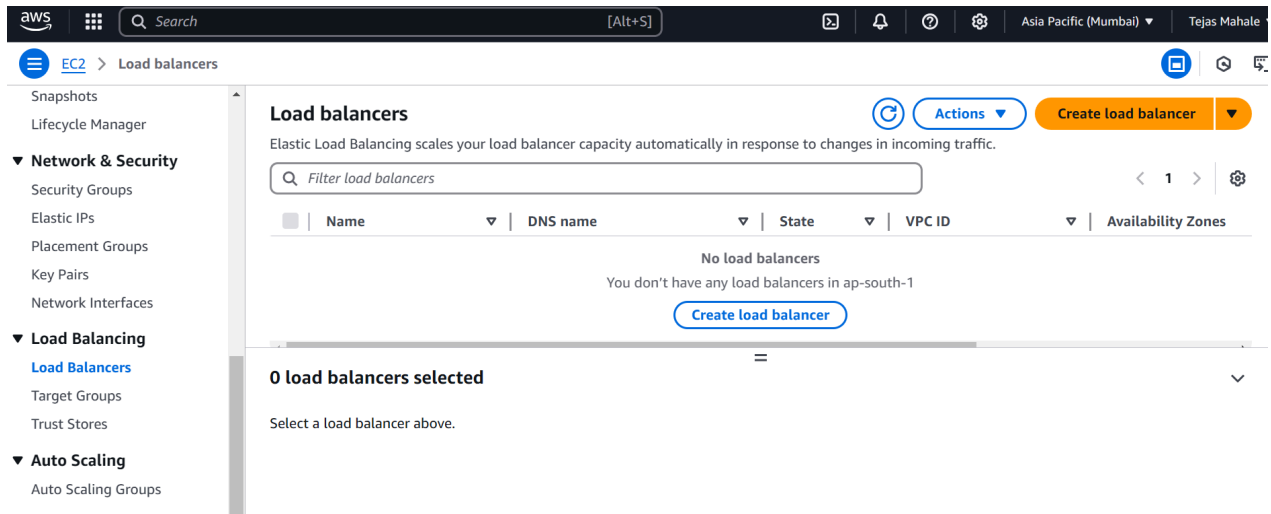 aws
Search [Alt+S]
Asia Pacific (Mumbai) Tejas Mahale
EC2 > Load balancers
Snapshots
Lifecycle Manager
Network & Security
Security Groups
Elastic IPs
Placement Groups
Key Pairs
Network Interfaces
Load Balancing
Load Balancers
Target Groups
Trust Stores
Auto Scaling
Auto Scaling Groups
Load balancers
Actions
Create load balancer
Elastic Load Balancing scales your load balancer capacity automatically in response to changes in incoming traffic.
Filter load balancers
1
Name DNS name State VPC ID Availability Zones
No load balancers
You don't have any load balancers in ap-south-1
Create load balancer
0 load balancers selected
Select a load balancer above.